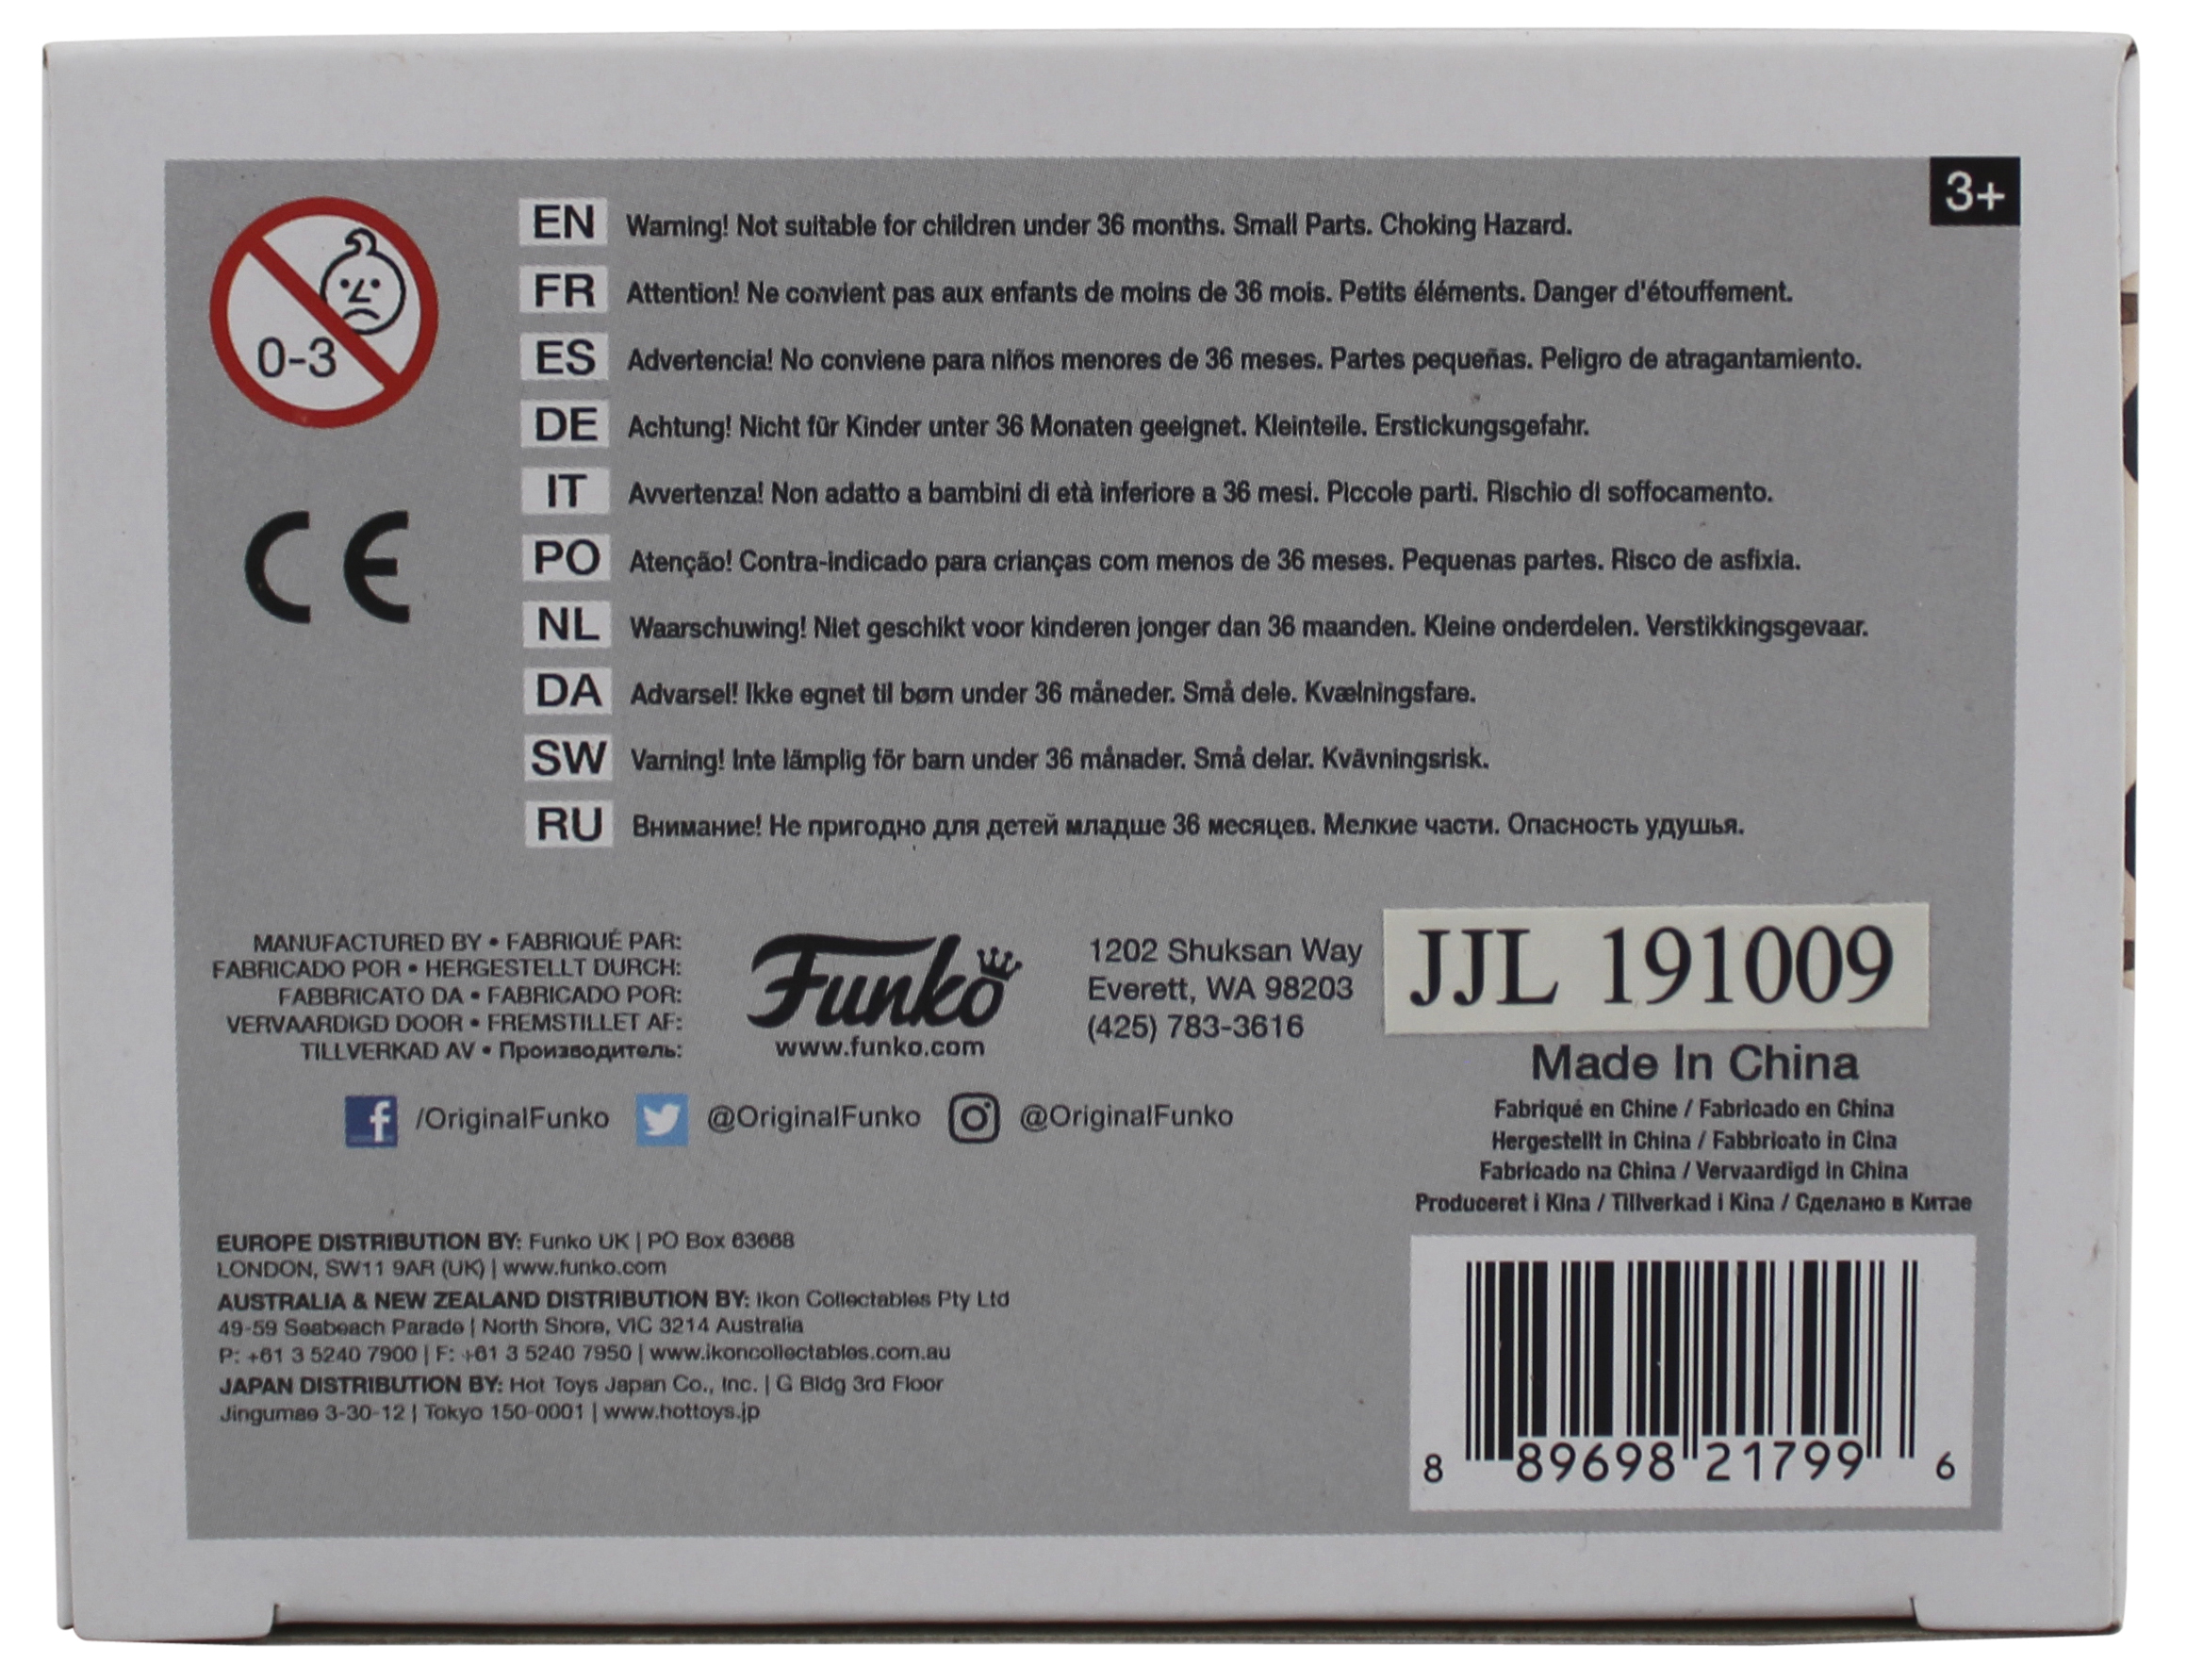 3+
0-3
CE
EN Warning! Not suitable for children under 36 months. Small Parts. Choking Hazard.
FR Attention! Ne convient pas aux enfants de moins de 36 mois. Petits éléments. Danger d'étouffement.
ES Advertencia! No conviene para niños menores de 36 meses. Partes pequeñas. Peligro de atragantamiento.
DE Achtung! Nicht für Kinder unter 36 Monaten geeignet. Kleinteile. Erstickungsgefahr.
IT Avvertenza! Non adatto a bambini di età inferiore a 36 mesi. Piccole parti. Rischio di soffocamento.
PO Atenção! Contra-indicado para crianças com menos de 36 meses. Pequenas partes. Risco de asfixia.
NL Waarschuwing! Niet geschikt voor kinderen jonger dan 36 maanden. Kleine onderdelen. Verstikkingsgevaar.
DA Advarsel! Ikke egnet til børn under 36 måneder. Små dele. Kvælningsfare.
SW Varning! Inte lämplig för barn under 36 månader. Små delar. Kvävningsrisk.
RU Внимание! Не пригодно для детей младше 36 месяцев. Мелкие части. Опасность удушья.
MANUFACTURED BY • FABRIQUÉ PAR:
FABRICADO POR • HERGESTELLT DURCH:
FABBRICATO DA • FABRICADO POR:
VERVAARDIGD DOOR • FREMSTILLET AF:
TILLVERKAD AV • Производитель:
Funko
www.funko.com
1202 Shuksan Way
Everett, WA 98203
(425) 783-3616
JJL 191009
Made In China
Fabriqué en Chine / Fabricado en China
Hergestellt in China / Fabbricato in Cina
Fabricado na China / Vervaardigd in China
Produceret i Kina / Tillverkad i Kina / Сделано в Китае
f /OriginalFunko @OriginalFunko @OriginalFunko
EUROPE DISTRIBUTION BY: Funko UK | PO Box 63668
LONDON, SW11 9AR (UK) | www.funko.com
AUSTRALIA & NEW ZEALAND DISTRIBUTION BY: Ikon Collectables Pty Ltd
49-59 Seabeach Parade | North Shore, VIC 3214 Australia
P: +61 3 5240 7900 | F: +61 3 5240 7950 | www.ikoncollectables.com.au
JAPAN DISTRIBUTION BY: Hot Toys Japan Co., Inc. | G Bldg 3rd Floor
Jingumae 3-30-12 | Tokyo 150-0001 | www.hottoys.jp
8 89698 21799 6